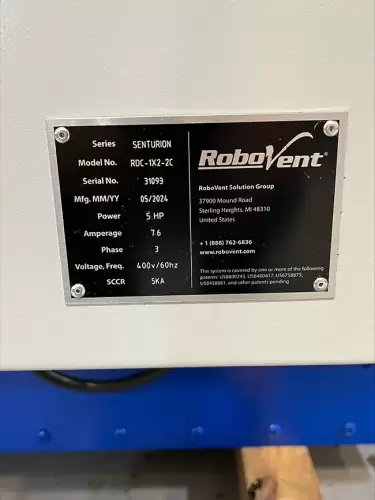 Series SENTURION
Model No. RDC-1X2-2C
Serial No. 31093
Mfg. MM/YY 05/2024
Power 5 HP
Amperage 7.6
Phase 3
Voltage, Freq. 400v/60hz
SCCR 5KA
ROBOVENT®
RoboVent Solution Group
37900 Mound Road
Sterling Heights, MI 48310
United States
+ 1 (888) 762-6836
www.robovent.com
This system is covered by one or more of the following
patents: US8800243, US8460417, US6758875,
US8458861, and other patents pending